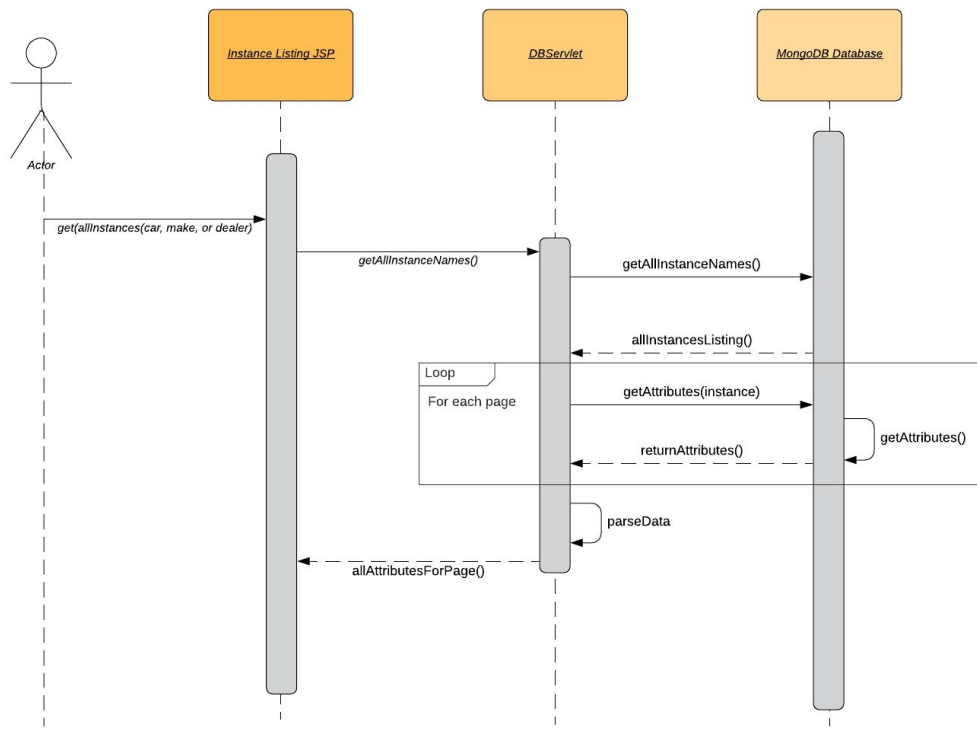 Instance Listing JSP
DBServlet
MongoDB Database
Actor
get(allInstances(car, make, or dealer)
getAllInstanceNames()
getAllInstanceNames()
allInstancesListing()
Loop
For each page
getAttributes(instance)
getAttributes()
returnAttributes()
parseData
allAttributesForPage()